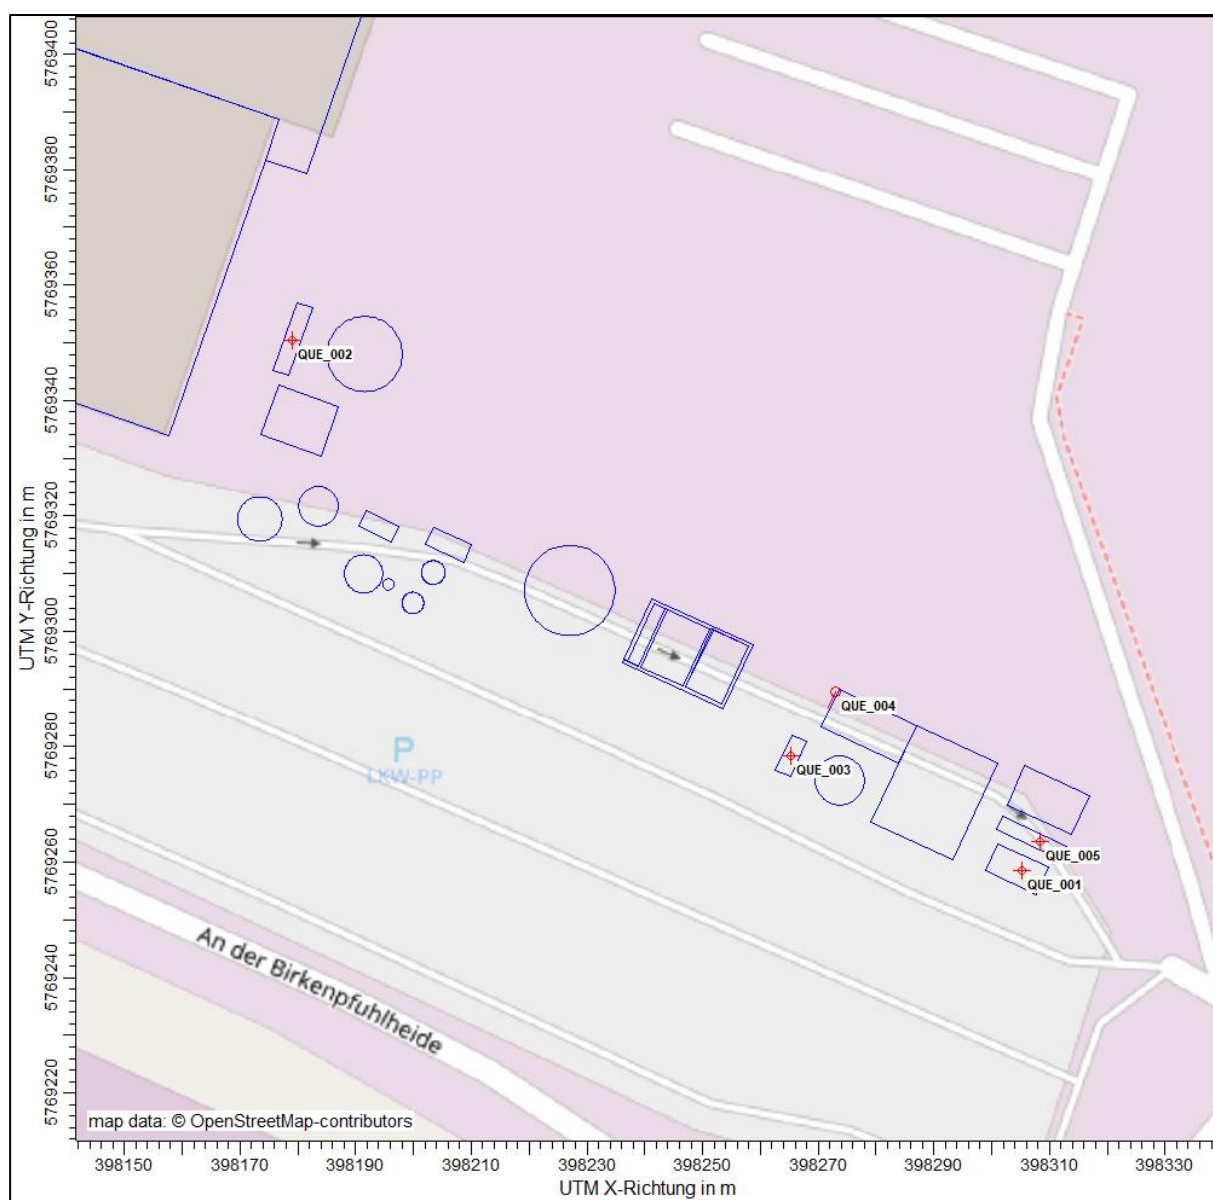 5769400
5769380
5769360
5769340
5769320
5769300
5769280
5769260
5769240
5769220
UTM Y-Richtung in m
QUE_002
QUE_004
QUE_003
P
LKW-PP
QUE_005
QUE_001
An der Birkenpfuhlheide
map data: © OpenStreetMap-contributors
398150 398170 398190 398210 398230 398250 398270 398290 398310 398330
UTM X-Richtung in m